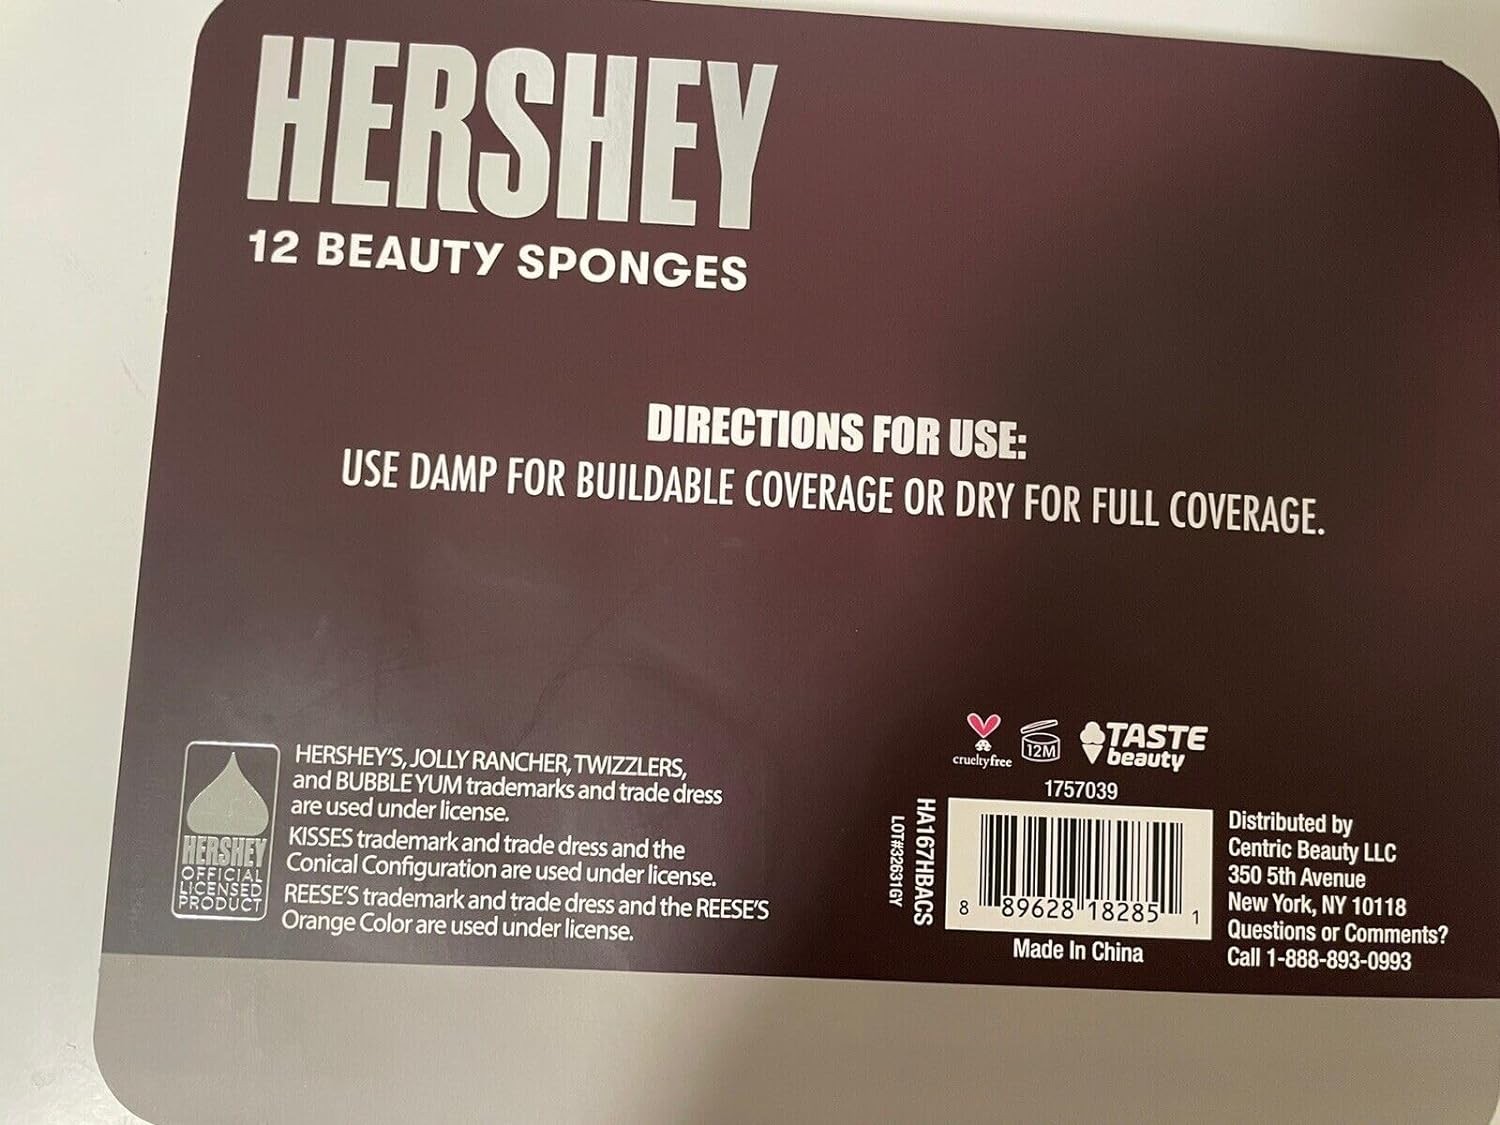 HERSHEY
12 BEAUTY SPONGES
DIRECTIONS FOR USE:
USE DAMP FOR BUILDABLE COVERAGE OR DRY FOR FULL COVERAGE.
HERSHEY
OFFICIAL
LICENSED
PRODUCT
HERSHEY'S, JOLLY RANCHER, TWIZZLERS,
and BUBBLE YUM trademarks and trade dress
are used under license.
KISSES trademark and trade dress and the
Conical Configuration are used under license.
REESE'S trademark and trade dress and the REESE'S
Orange Color are used under license.
crueltyfree
12M
TASTE
beauty
1757039
LOT#32631GY
HA167HBACS
8 89628 18285 1
Made In China
Distributed by
Centric Beauty LLC
350 5th Avenue
New York, NY 10118
Questions or Comments?
Call 1-888-893-0993